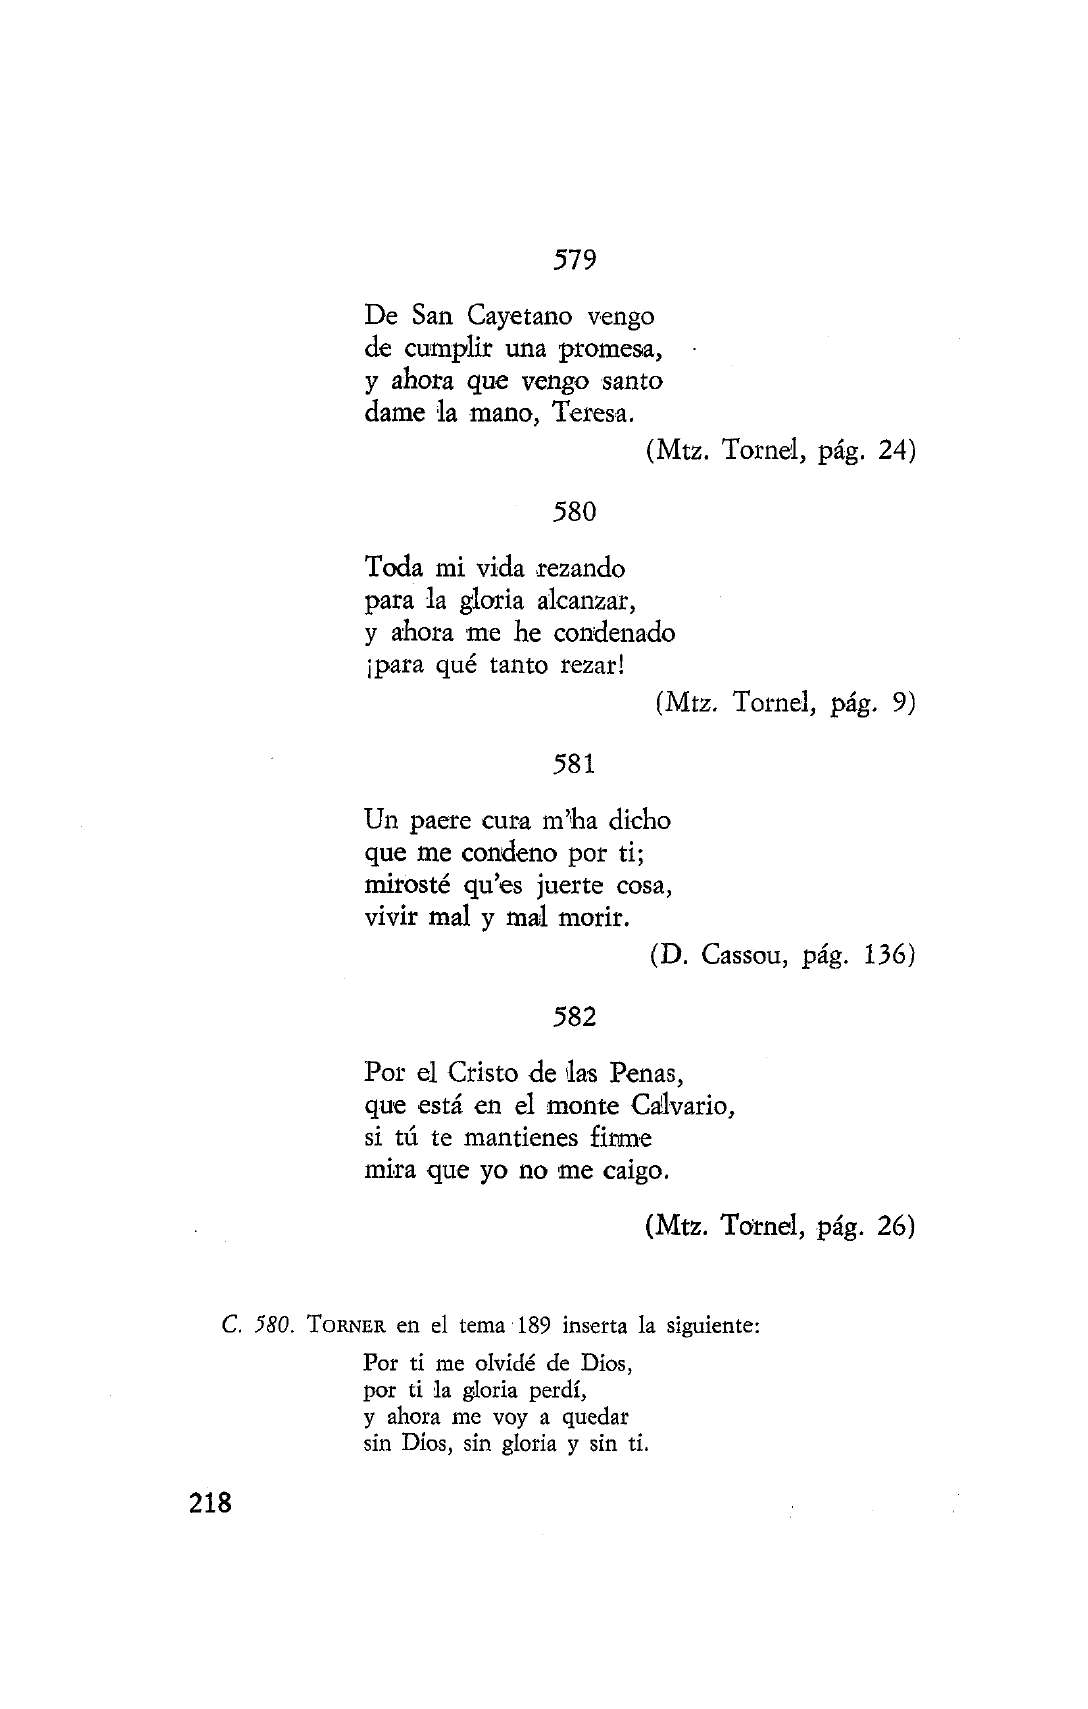 579
De San Cayetano vengo
de cumplir una promesa,
y ahora que vengo santo
dame la mano, Teresa.
(Mtz. Tornel, pág. 24)
580
Toda mi vida rezando
para la gloria alcanzar,
y ahora me he condenado
¡para qué tanto rezar!
(Mtz. Tornel, pág. 9)
581
Un paere cura m'ha dicho
que me condeno por ti;
mirosté qu'es juerte cosa,
vivir mal y mal morir.
(D. Cassou, pág. 136)
582
Por el Cristo de las Penas,
que está en el monte Calvario,
si tú te mantienes firme
mira que yo no me caigo.
(Mtz. Tornel, pág. 26)
C. 580. TORNER en el tema 189 inserta la siguiente:
Por ti me olvidé de Dios,
por ti la gloria perdí,
y ahora me voy a quedar
sin Dios, sin gloria y sin ti.
218